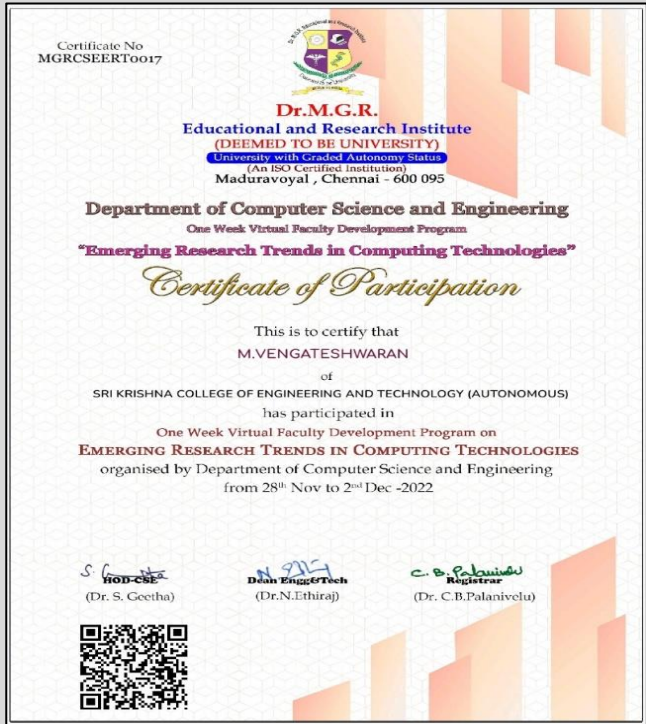 Certificate No
MGRCSEERT0017
Dr.M.G.R.
Educational and Research Institute
(DEEMED TO BE UNIVERSITY)
University with Graded Autonomy Status
(An ISO Certified Institution)
Maduravoyal , Chennai - 600 095
Department of Computer Science and Engineering
One Week Virtual Faculty Development Program
"Emerging Research Trends in Computing Technologies"
Certificate of Participation
This is to certify that
M.VENGATESHWARAN
of
SRI KRISHNA COLLEGE OF ENGINEERING AND TECHNOLOGY (AUTONOMOUS)
has participated in
One Week Virtual Faculty Development Program on
EMERGING RESEARCH TRENDS IN COMPUTING TECHNOLOGIES
organised by Department of Computer Science and Engineering
from 28th Nov to 2nd Dec -2022
C. B. Palanivelu
HOD-CSE Dean Engg&Tech Registrar
(Dr. S. Geetha) (Dr.N.Ethiraj) (Dr. C.B.Palanivelu)